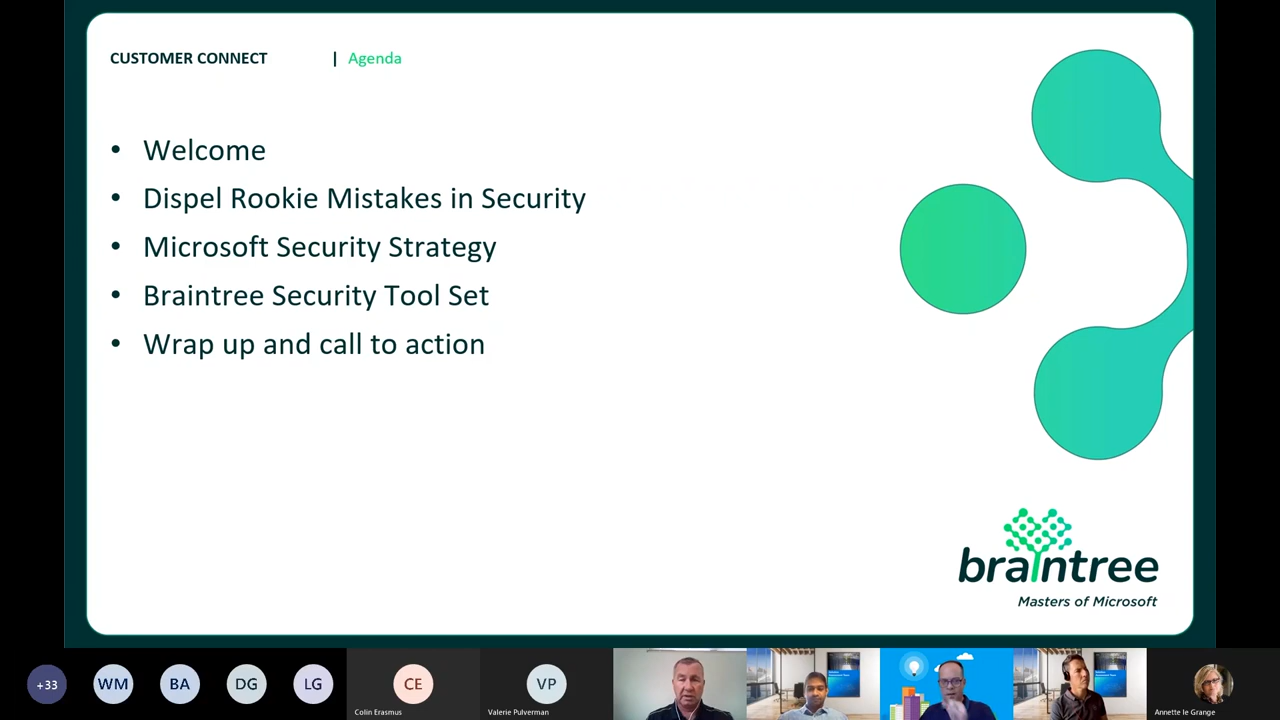 CUSTOMER CONNECT | Agenda
• Welcome
• Dispel Rookie Mistakes in Security
• Microsoft Security Strategy
• Braintree Security Tool Set
• Wrap up and call to action
braintree
Masters of Microsoft
+33
WM
BA
DG
LG
CE
VP
Colin Erasmus
Valerie Pulverman
Annette le Grange